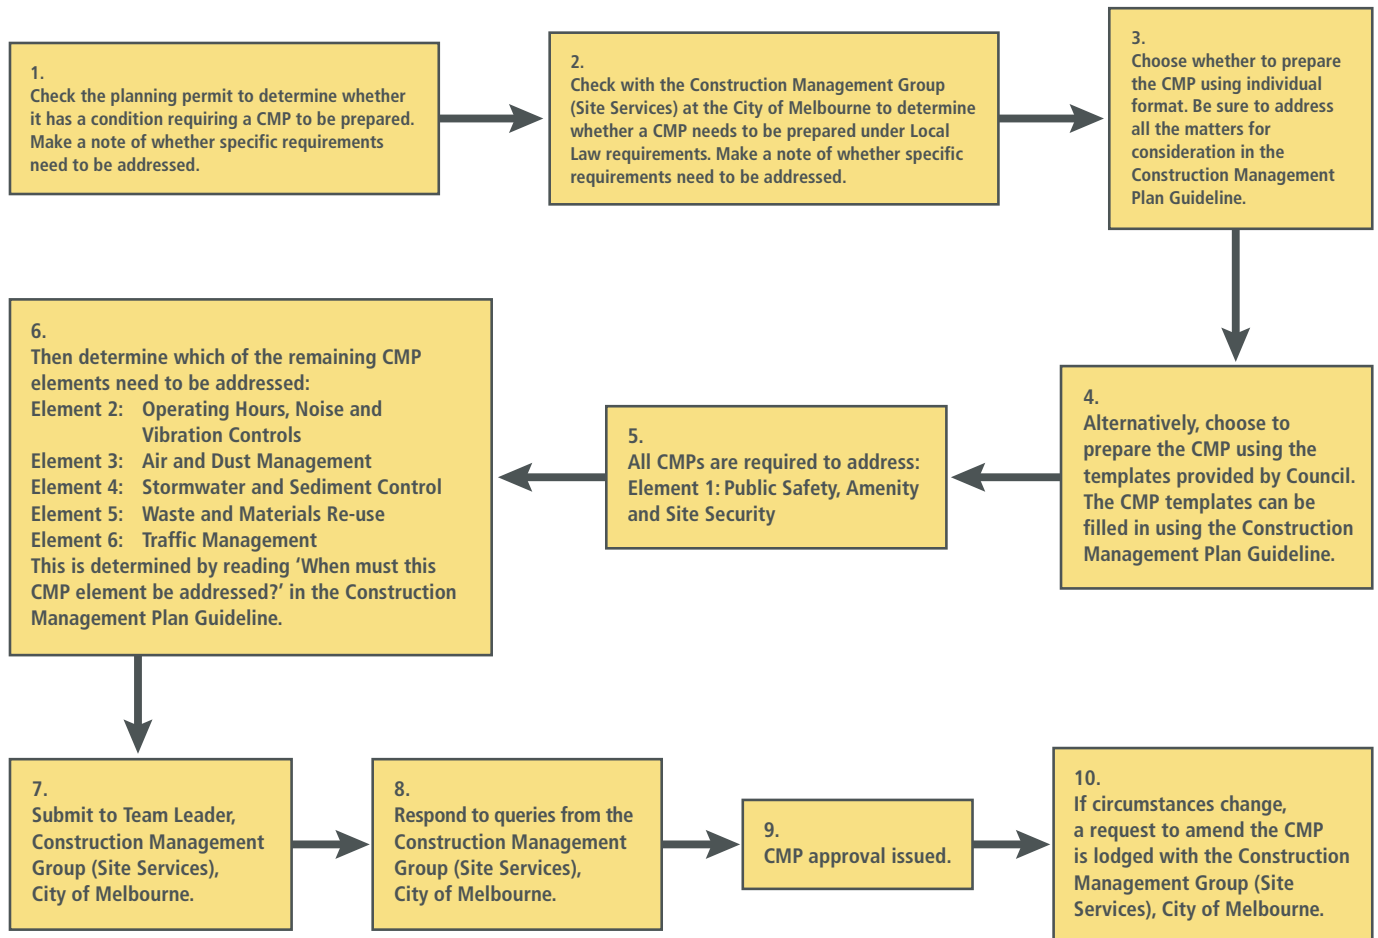 1.
Check the planning permit to determine whether
it has a condition requiring a CMP to be prepared.
Make a note of whether specific requirements
need to be addressed.
2.
Check with the Construction Management Group
(Site Services) at the City of Melbourne to determine
whether a CMP needs to be prepared under Local
Law requirements. Make a note of whether specific
requirements need to be addressed.
3.
Choose whether to prepare
the CMP using individual
format. Be sure to address
all the matters for
consideration in the
Construction Management
Plan Guideline.
4.
Alternatively, choose to
prepare the CMP using the
templates provided by Council.
The CMP templates can be
filled in using the Construction
Management Plan Guideline.
5.
All CMPs are required to address:
Element 1: Public Safety, Amenity
and Site Security
6.
Then determine which of the remaining CMP
elements need to be addressed:
Element 2: Operating Hours, Noise and
Vibration Controls
Element 3: Air and Dust Management
Element 4: Stormwater and Sediment Control
Element 5: Waste and Materials Re-use
Element 6: Traffic Management
This is determined by reading ‘When must this
CMP element be addressed?’ in the Construction
Management Plan Guideline.
7.
Submit to Team Leader,
Construction Management
Group (Site Services),
City of Melbourne.
8.
Respond to queries from the
Construction Management
Group (Site Services),
City of Melbourne.
9.
CMP approval issued.
10.
If circumstances change,
a request to amend the CMP
is lodged with the Construction
Management Group (Site
Services), City of Melbourne.